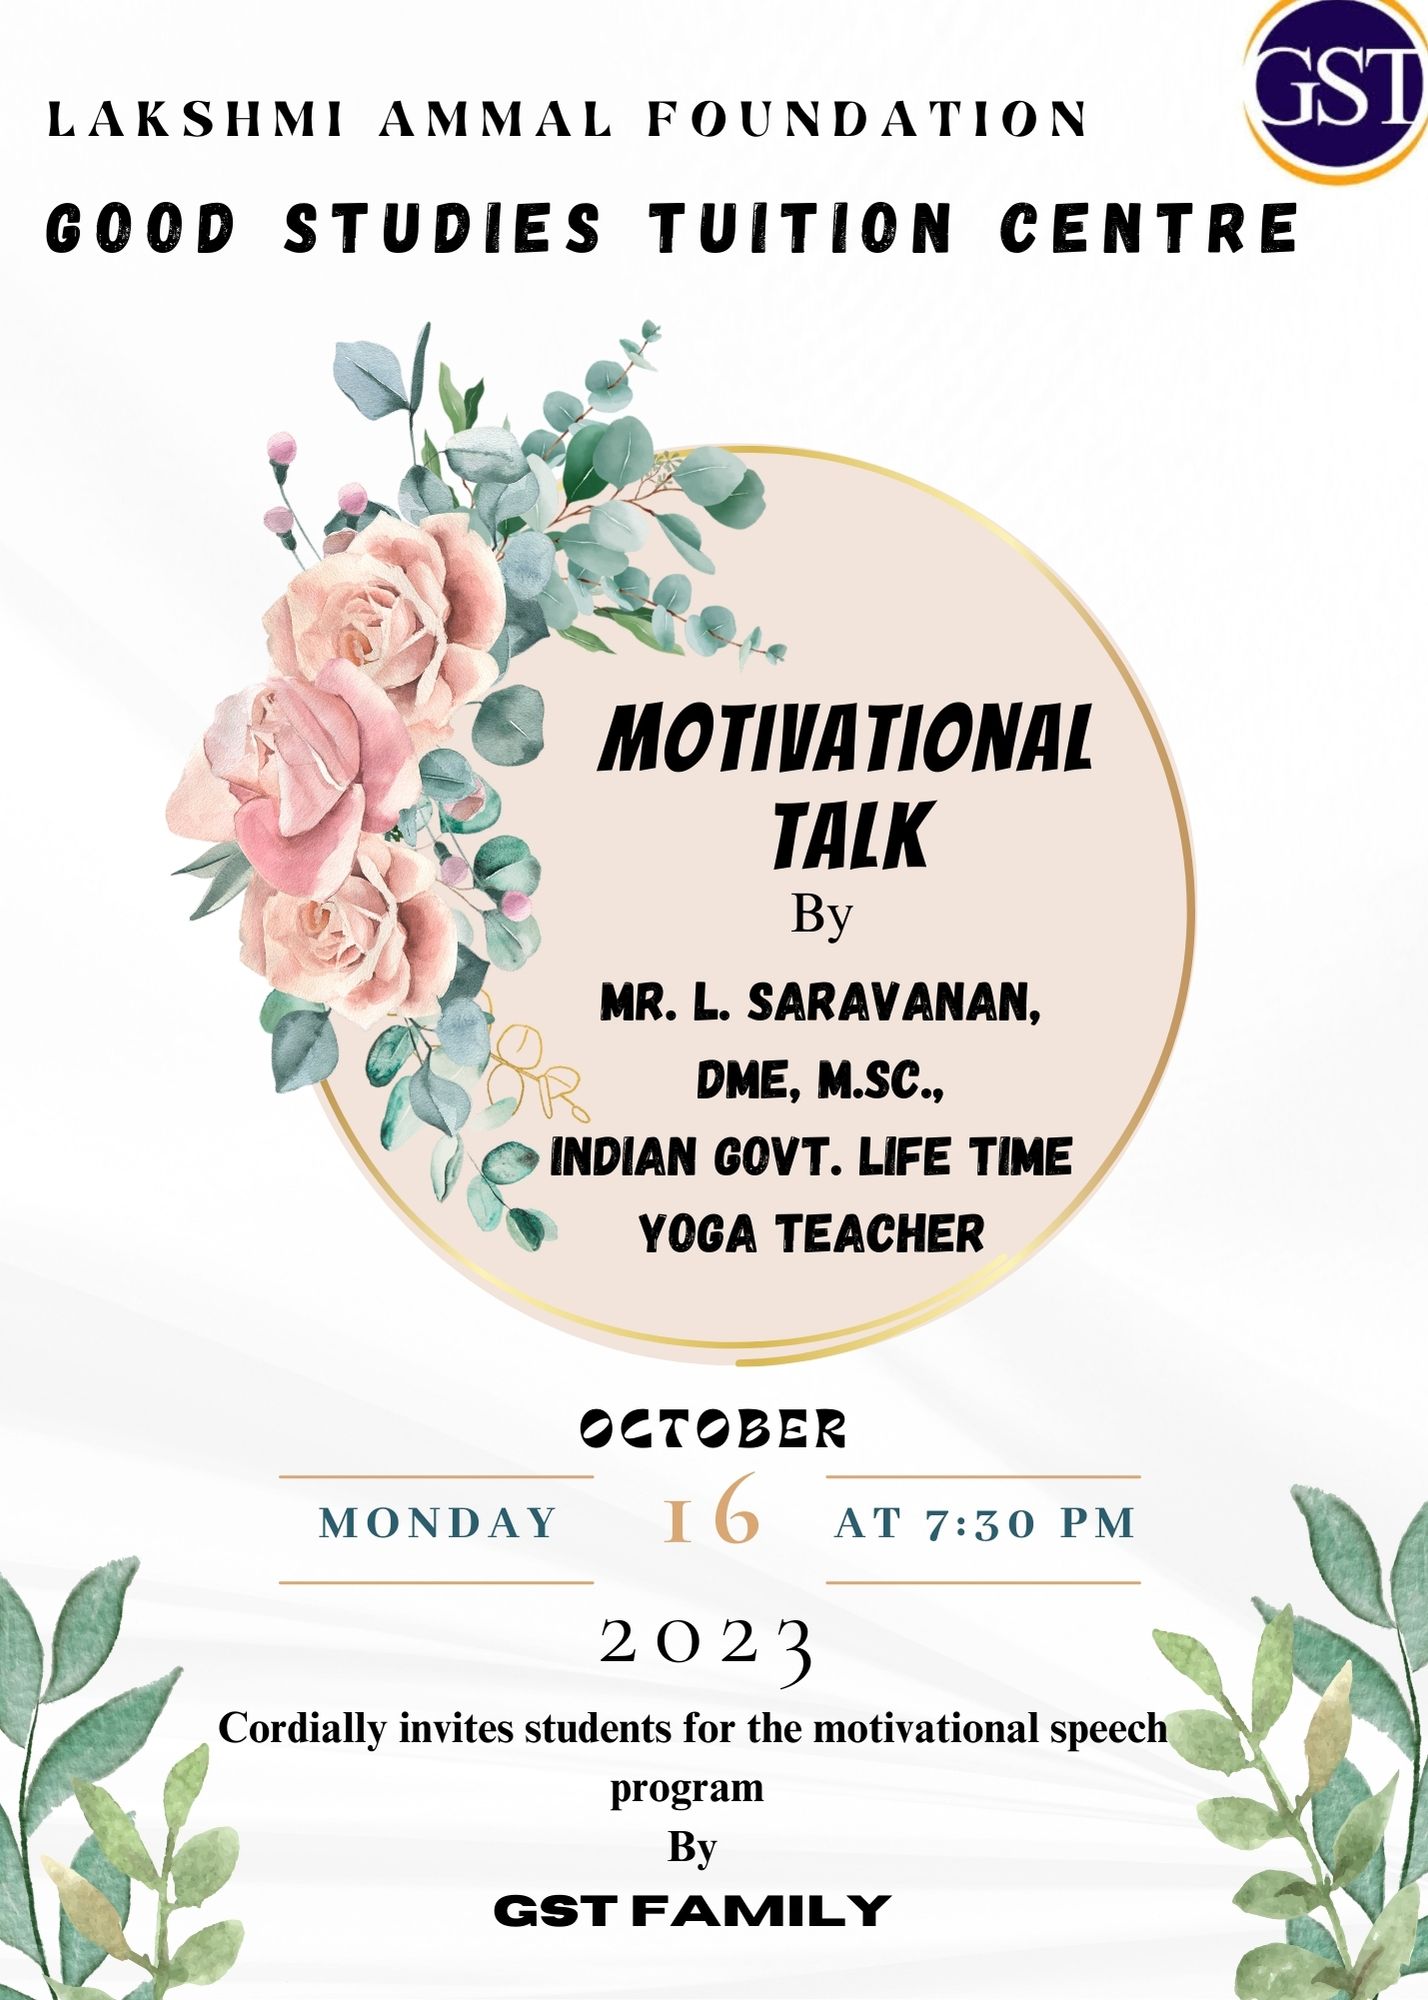 GST
LAKSHMI AMMAL FOUNDATION
GOOD STUDIES TUITION CENTRE
MOTIVATIONAL
TALK
By
MR. L. SARAVANAN,
DME, M.SC.,
INDIAN GOVT. LIFE TIME
YOGA TEACHER
OCTOBER
MONDAY 16 AT 7:30 PM
2023
Cordially invites students for the motivational speech
program
By
GST FAMILY